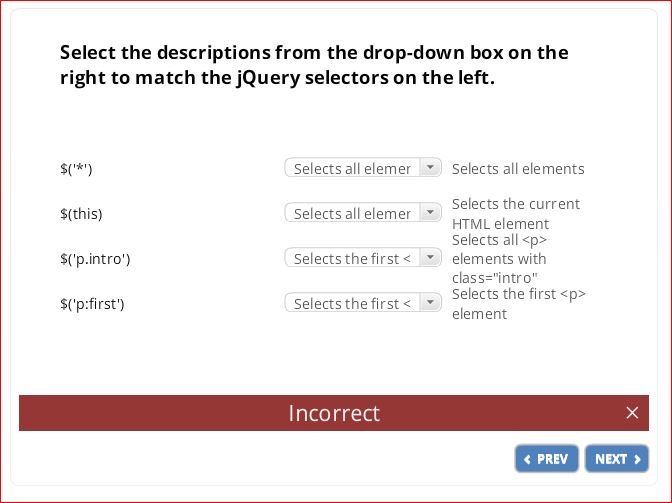 Select the descriptions from the drop-down box on the
right to match the jQuery selectors on the left.
$('*') Selects all elemer Selects all elements
$(this) Selects all elemer Selects the current
HTML element
$('p.intro') Selects the first < Selects all <p>
elements with
class="intro"
$('p:first') Selects the first < Selects the first <p>
element
Incorrect ×
PREV NEXT